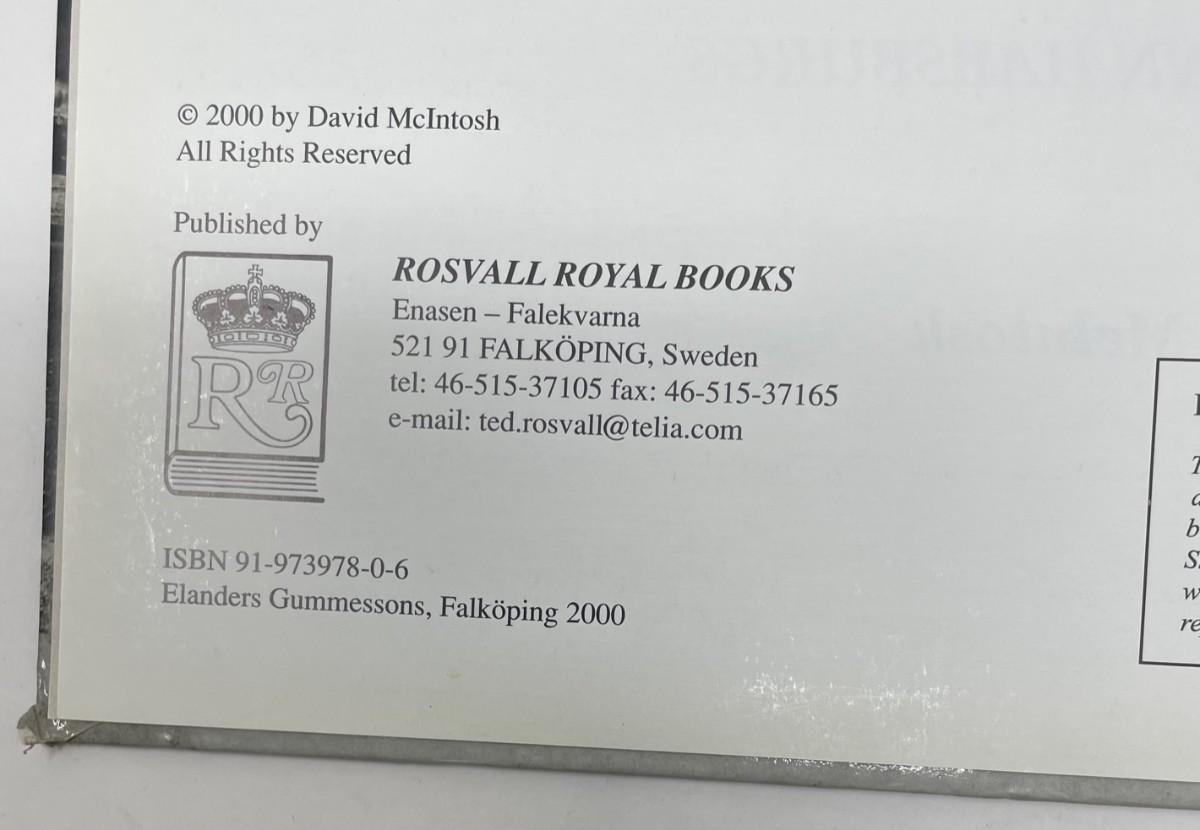 © 2000 by David McIntosh
All Rights Reserved
Published by
RR
ROSVALL ROYAL BOOKS
Enasen – Falekvarna
521 91 FALKÖPING, Sweden
tel: 46-515-37105 fax: 46-515-37165
e-mail: ted.rosvall@telia.com
ISBN 91-973978-0-6
Elanders Gummessons, Falköping 2000